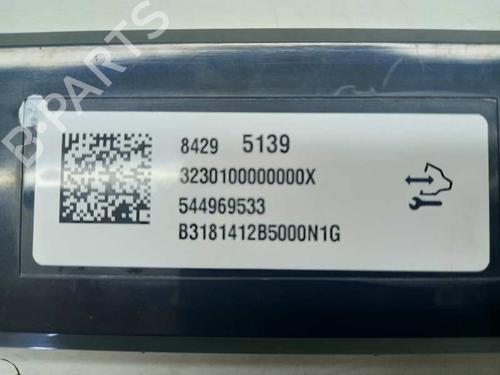 B-PARTS
8429 5139
3230100000000X
544969533
B3181412B5000N1G